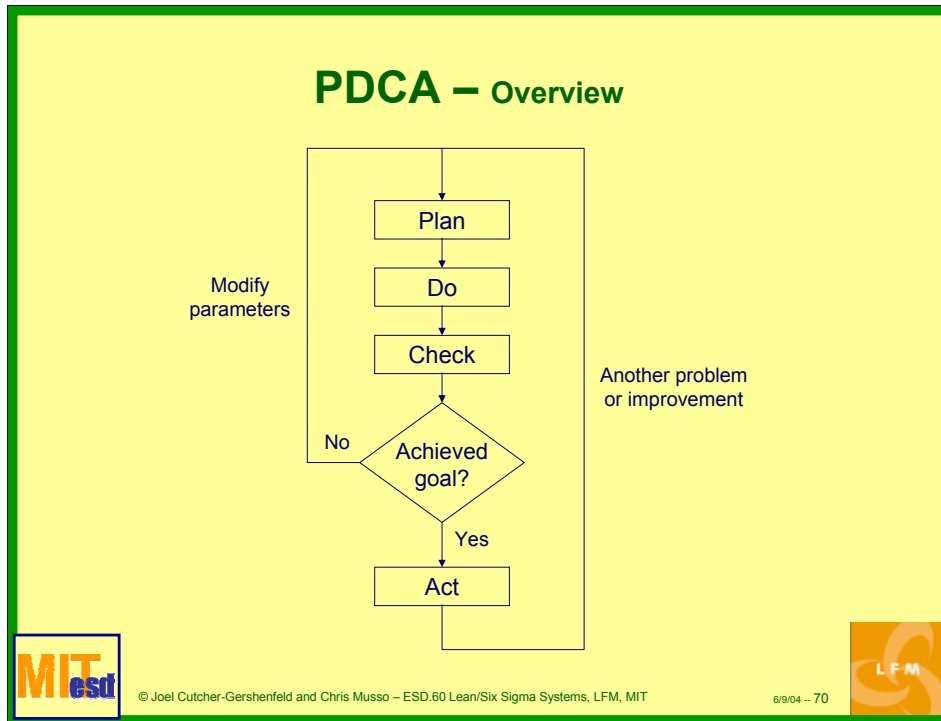 PDCA – Overview
Plan
Do
Modify
parameters
Check
Another problem
or improvement
No
Achieved
goal?
Yes
Act
MIT esd
© Joel Cutcher-Gershenfeld and Chris Musso – ESD.60 Lean/Six Sigma Systems, LFM, MIT
6/9/04 -- 70
LFM